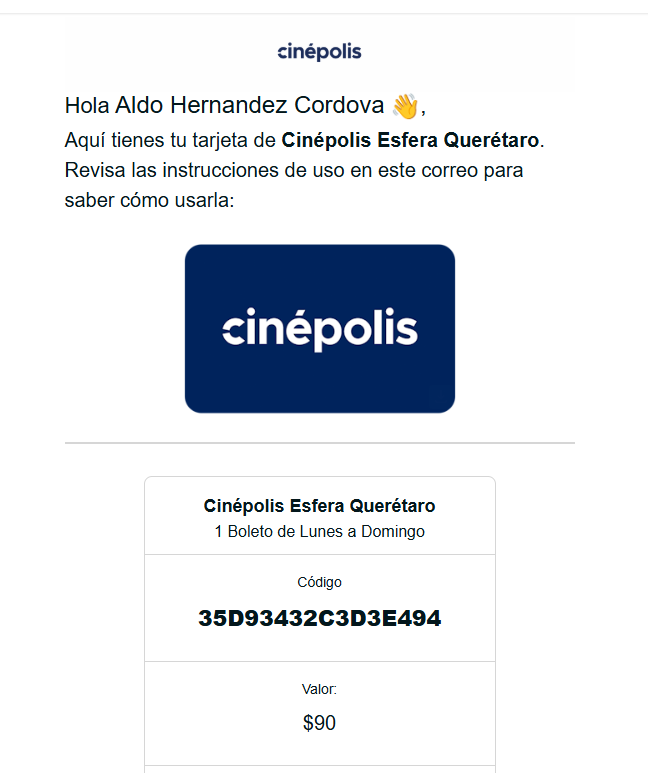 cinépolis
Hola Aldo Hernandez Cordova 👋,
Aquí tienes tu tarjeta de Cinépolis Esfera Querétaro.
Revisa las instrucciones de uso en este correo para
saber cómo usarla:
cinépolis
Cinépolis Esfera Querétaro
1 Boleto de Lunes a Domingo
Código
35D93432C3D3E494
Valor:
$90